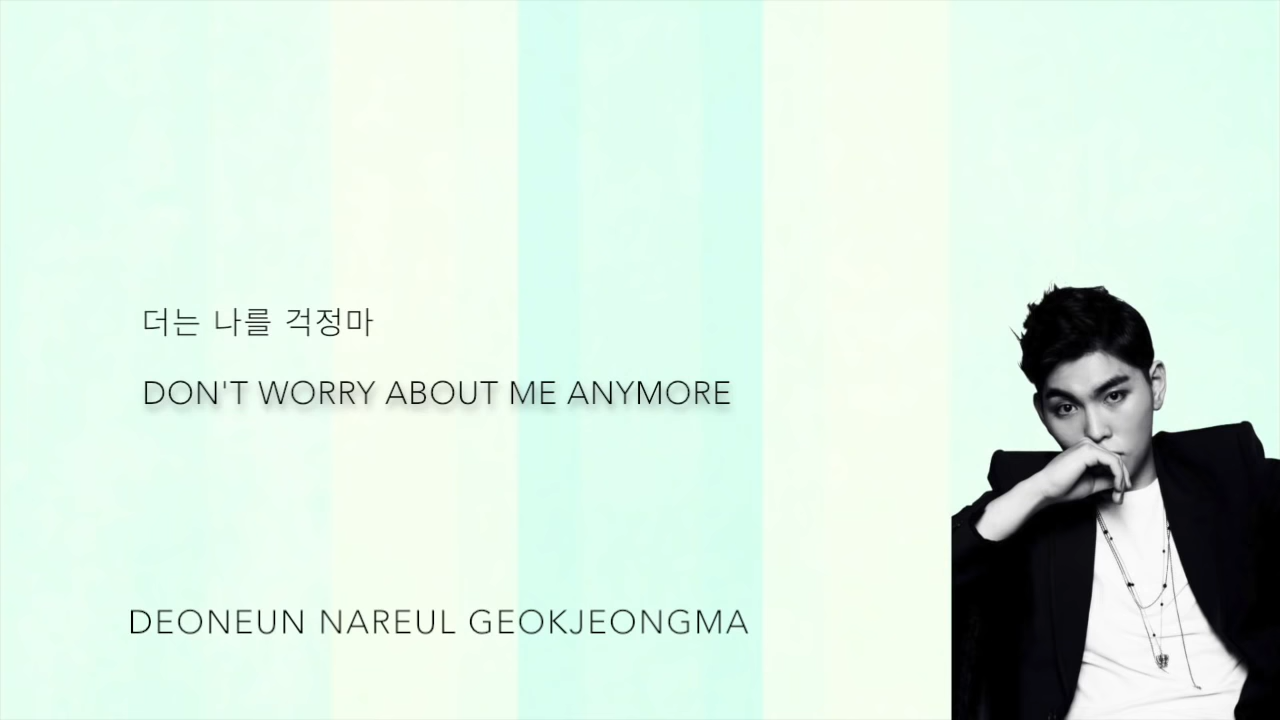 더는 나를 걱정마
DON'T WORRY ABOUT ME ANYMORE
DEONEUN NAREUL GEOKJEONGMA